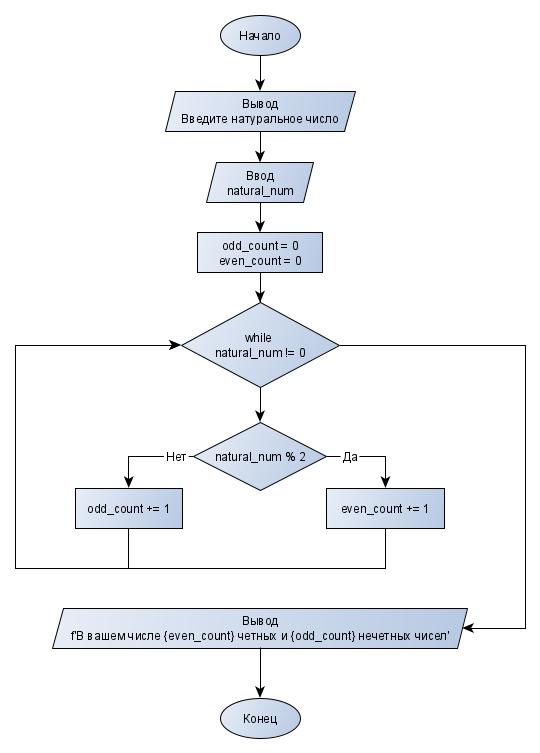 Начало
Вывод
Введите натуральное число
Ввод
natural_num
odd_count = 0
even_count = 0
while
natural_num != 0
Нет
natural_num % 2
Да
odd_count += 1
even_count += 1
Вывод
f'В вашем числе {even_count} четных и {odd_count} нечетных чисел'
Конец